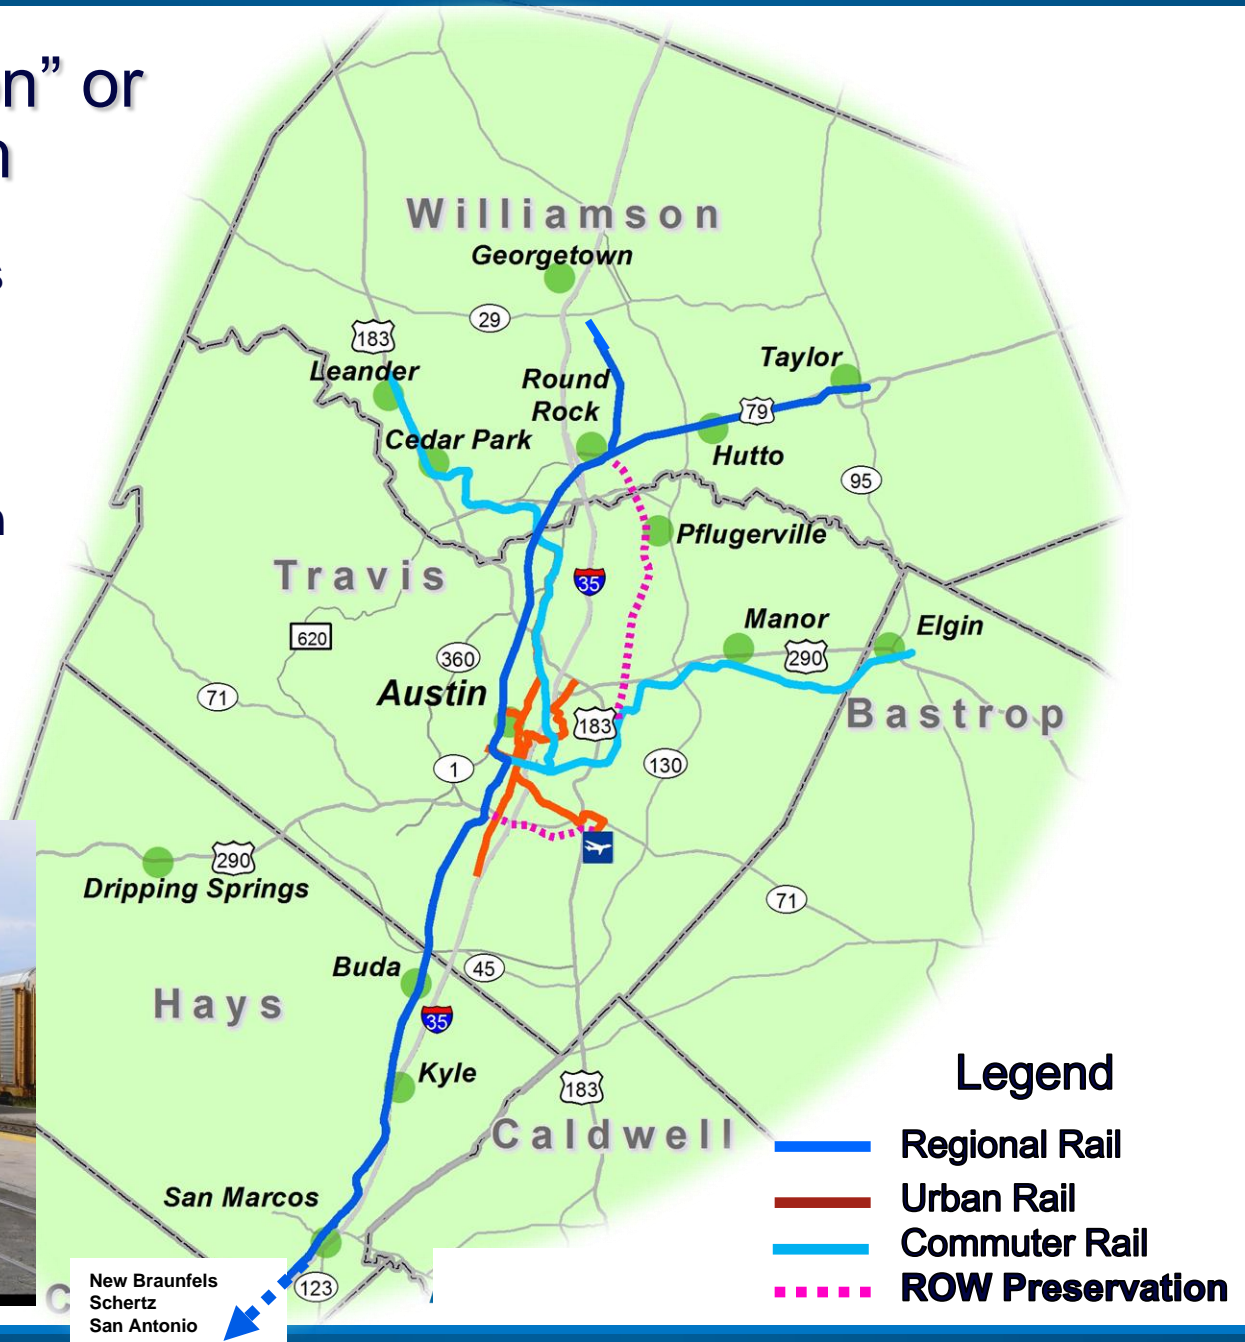 n” or
n
s
n
Williamson
Georgetown
29
183
Leander
Round
Rock
Taylor
79
Cedar Park
Hutto
95
Pflugerville
Travis
35
620
Manor
Elgin
290
360
Austin
71
183
Bastrop
1
130
290
Dripping Springs
71
Buda
45
Hays
35
Kyle
183
Caldwell
San Marcos
123
C
New Braunfels
Schertz
San Antonio
Legend
Regional Rail
Urban Rail
Commuter Rail
ROW Preservation